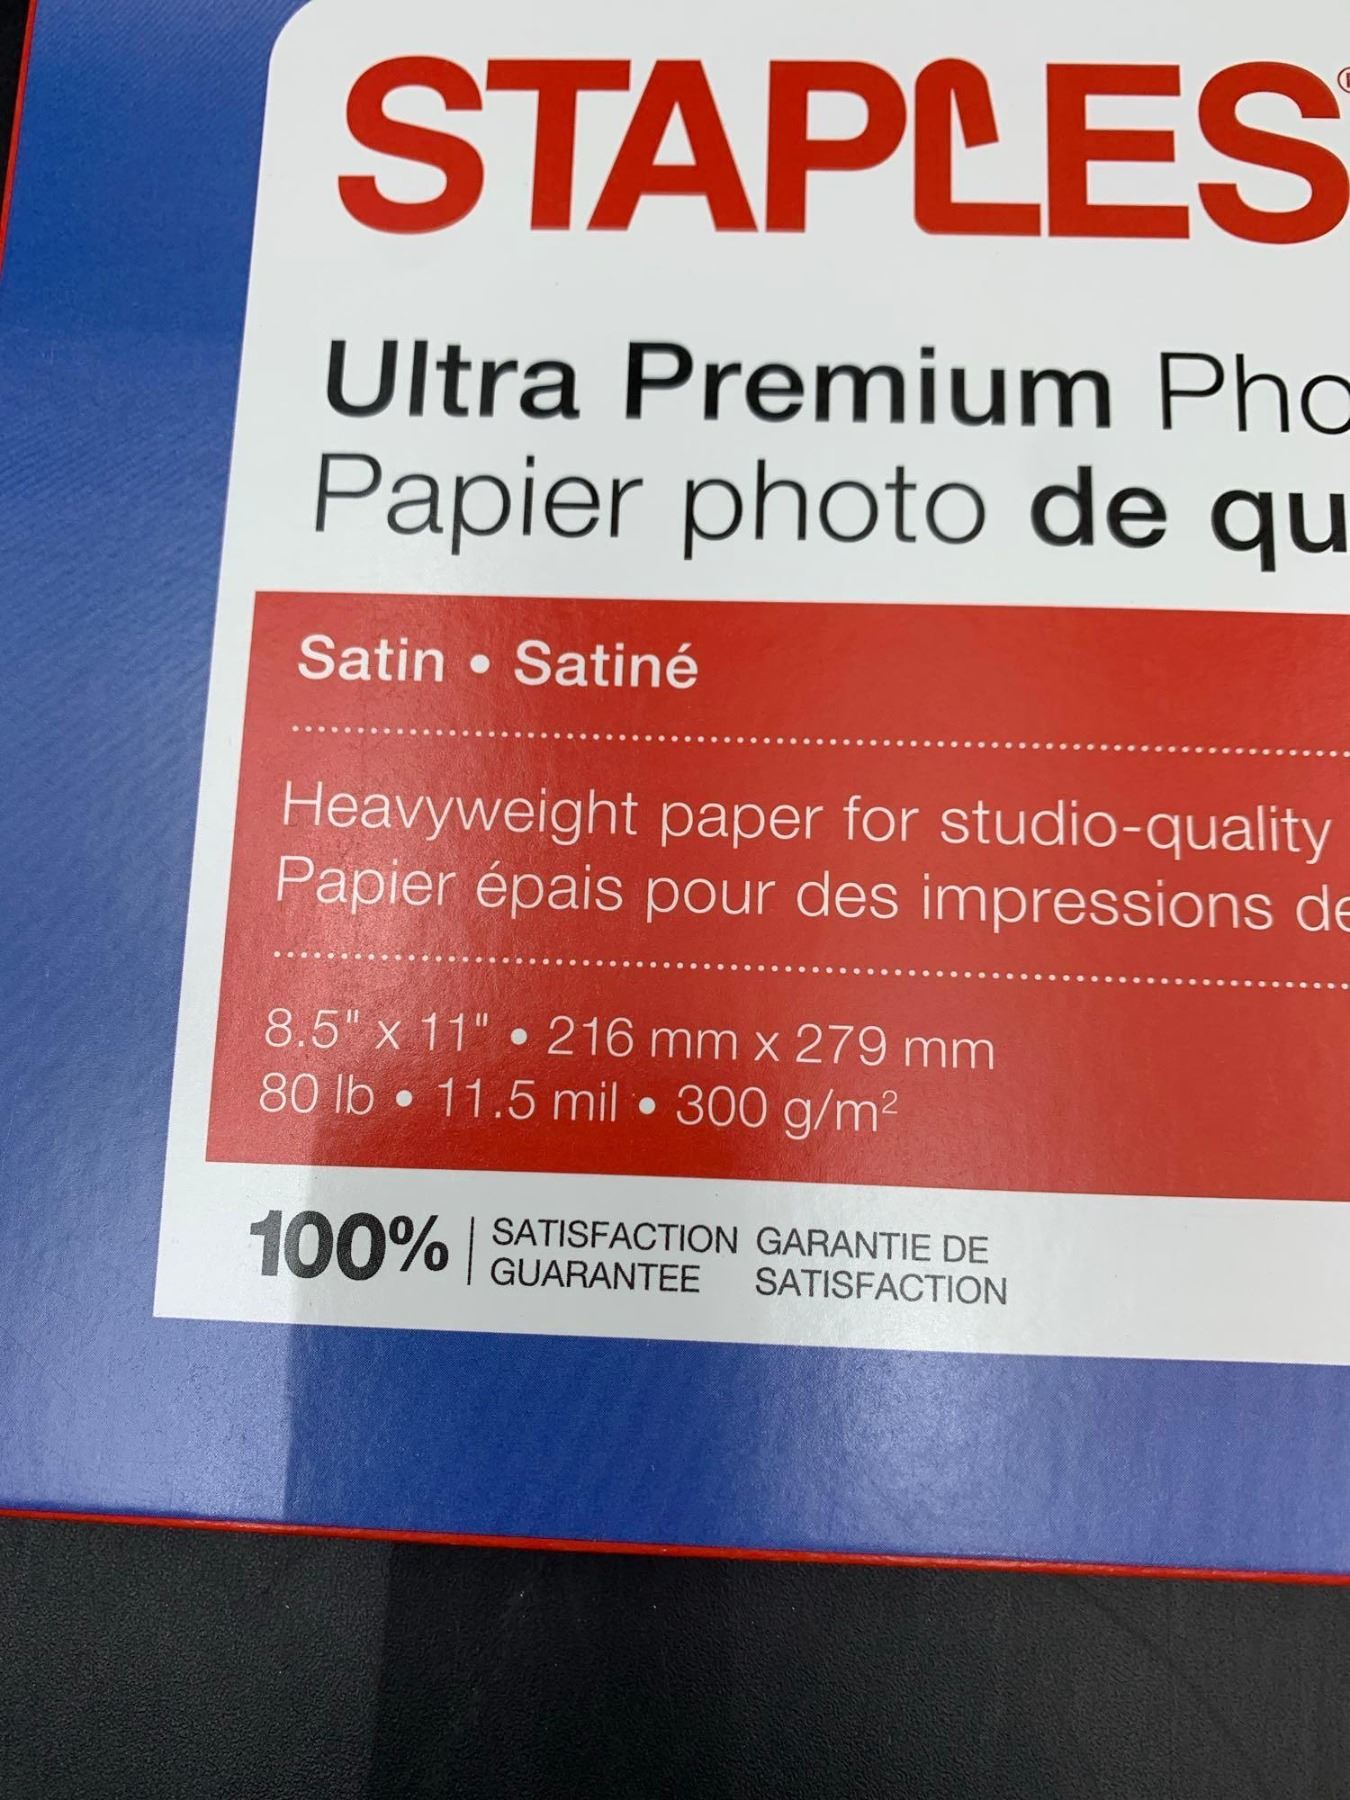 STAPLES
Ultra Premium Pho
Papier photo de qu
Satin • Satiné
Heavyweight paper for studio-quality
Papier épais pour des impressions de
8.5" x 11" • 216 mm x 279 mm
80 lb • 11.5 mil • 300 g/m²
100% SATISFACTION GUARANTEE GARANTIE DE SATISFACTION